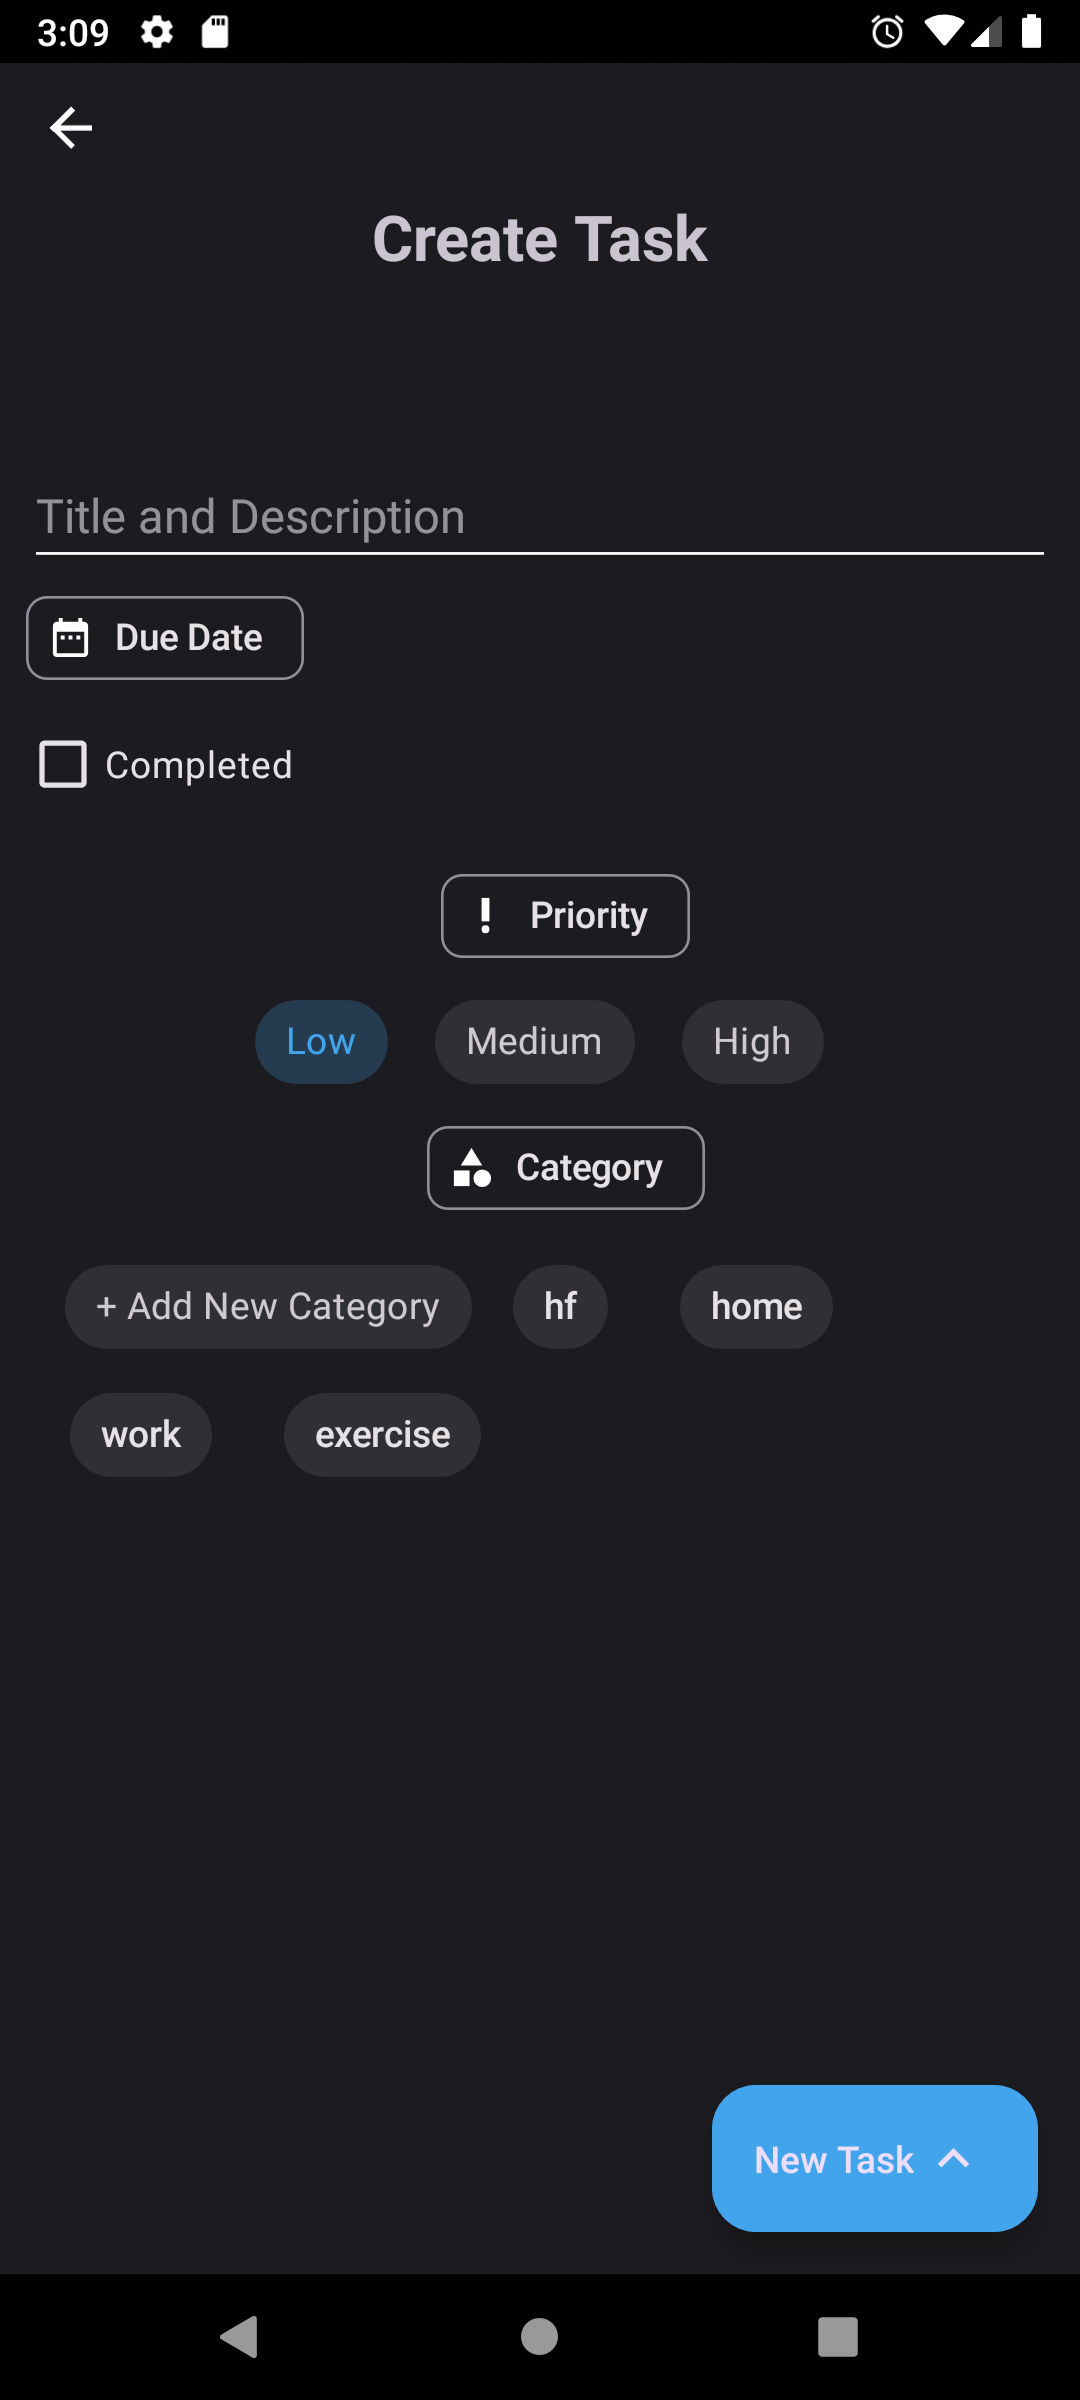 3:09
Create Task
Title and Description
Due Date
Completed
Priority
Low Medium High
Category
+ Add New Category hf home
work exercise
New Task